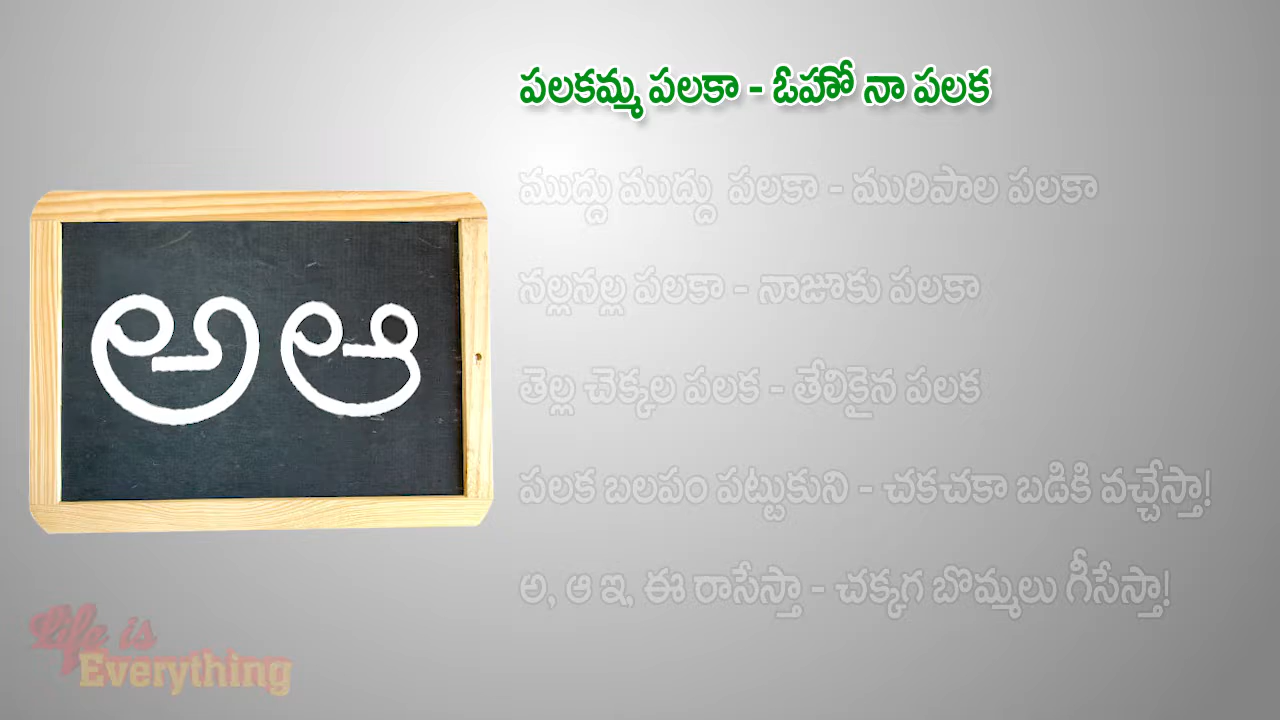 పలకమ్మ పలకా - ఓహో నా పలక
ముద్దు ముద్దు పలకా - మురిపాల పలకా
నల్లనల్ల పలకా - నాజూకు పలకా
తెల్ల చెక్కల పలక - తేలికైన పలక
పలక బలపం పట్టుకుని - చకచకా బడికి వచ్చేస్తా!
అ, ఆ ఇ, ఈ రాసేస్తా - చక్కగ బొమ్మలు గీసేస్తా!
అ ఆ
Life is
Everything